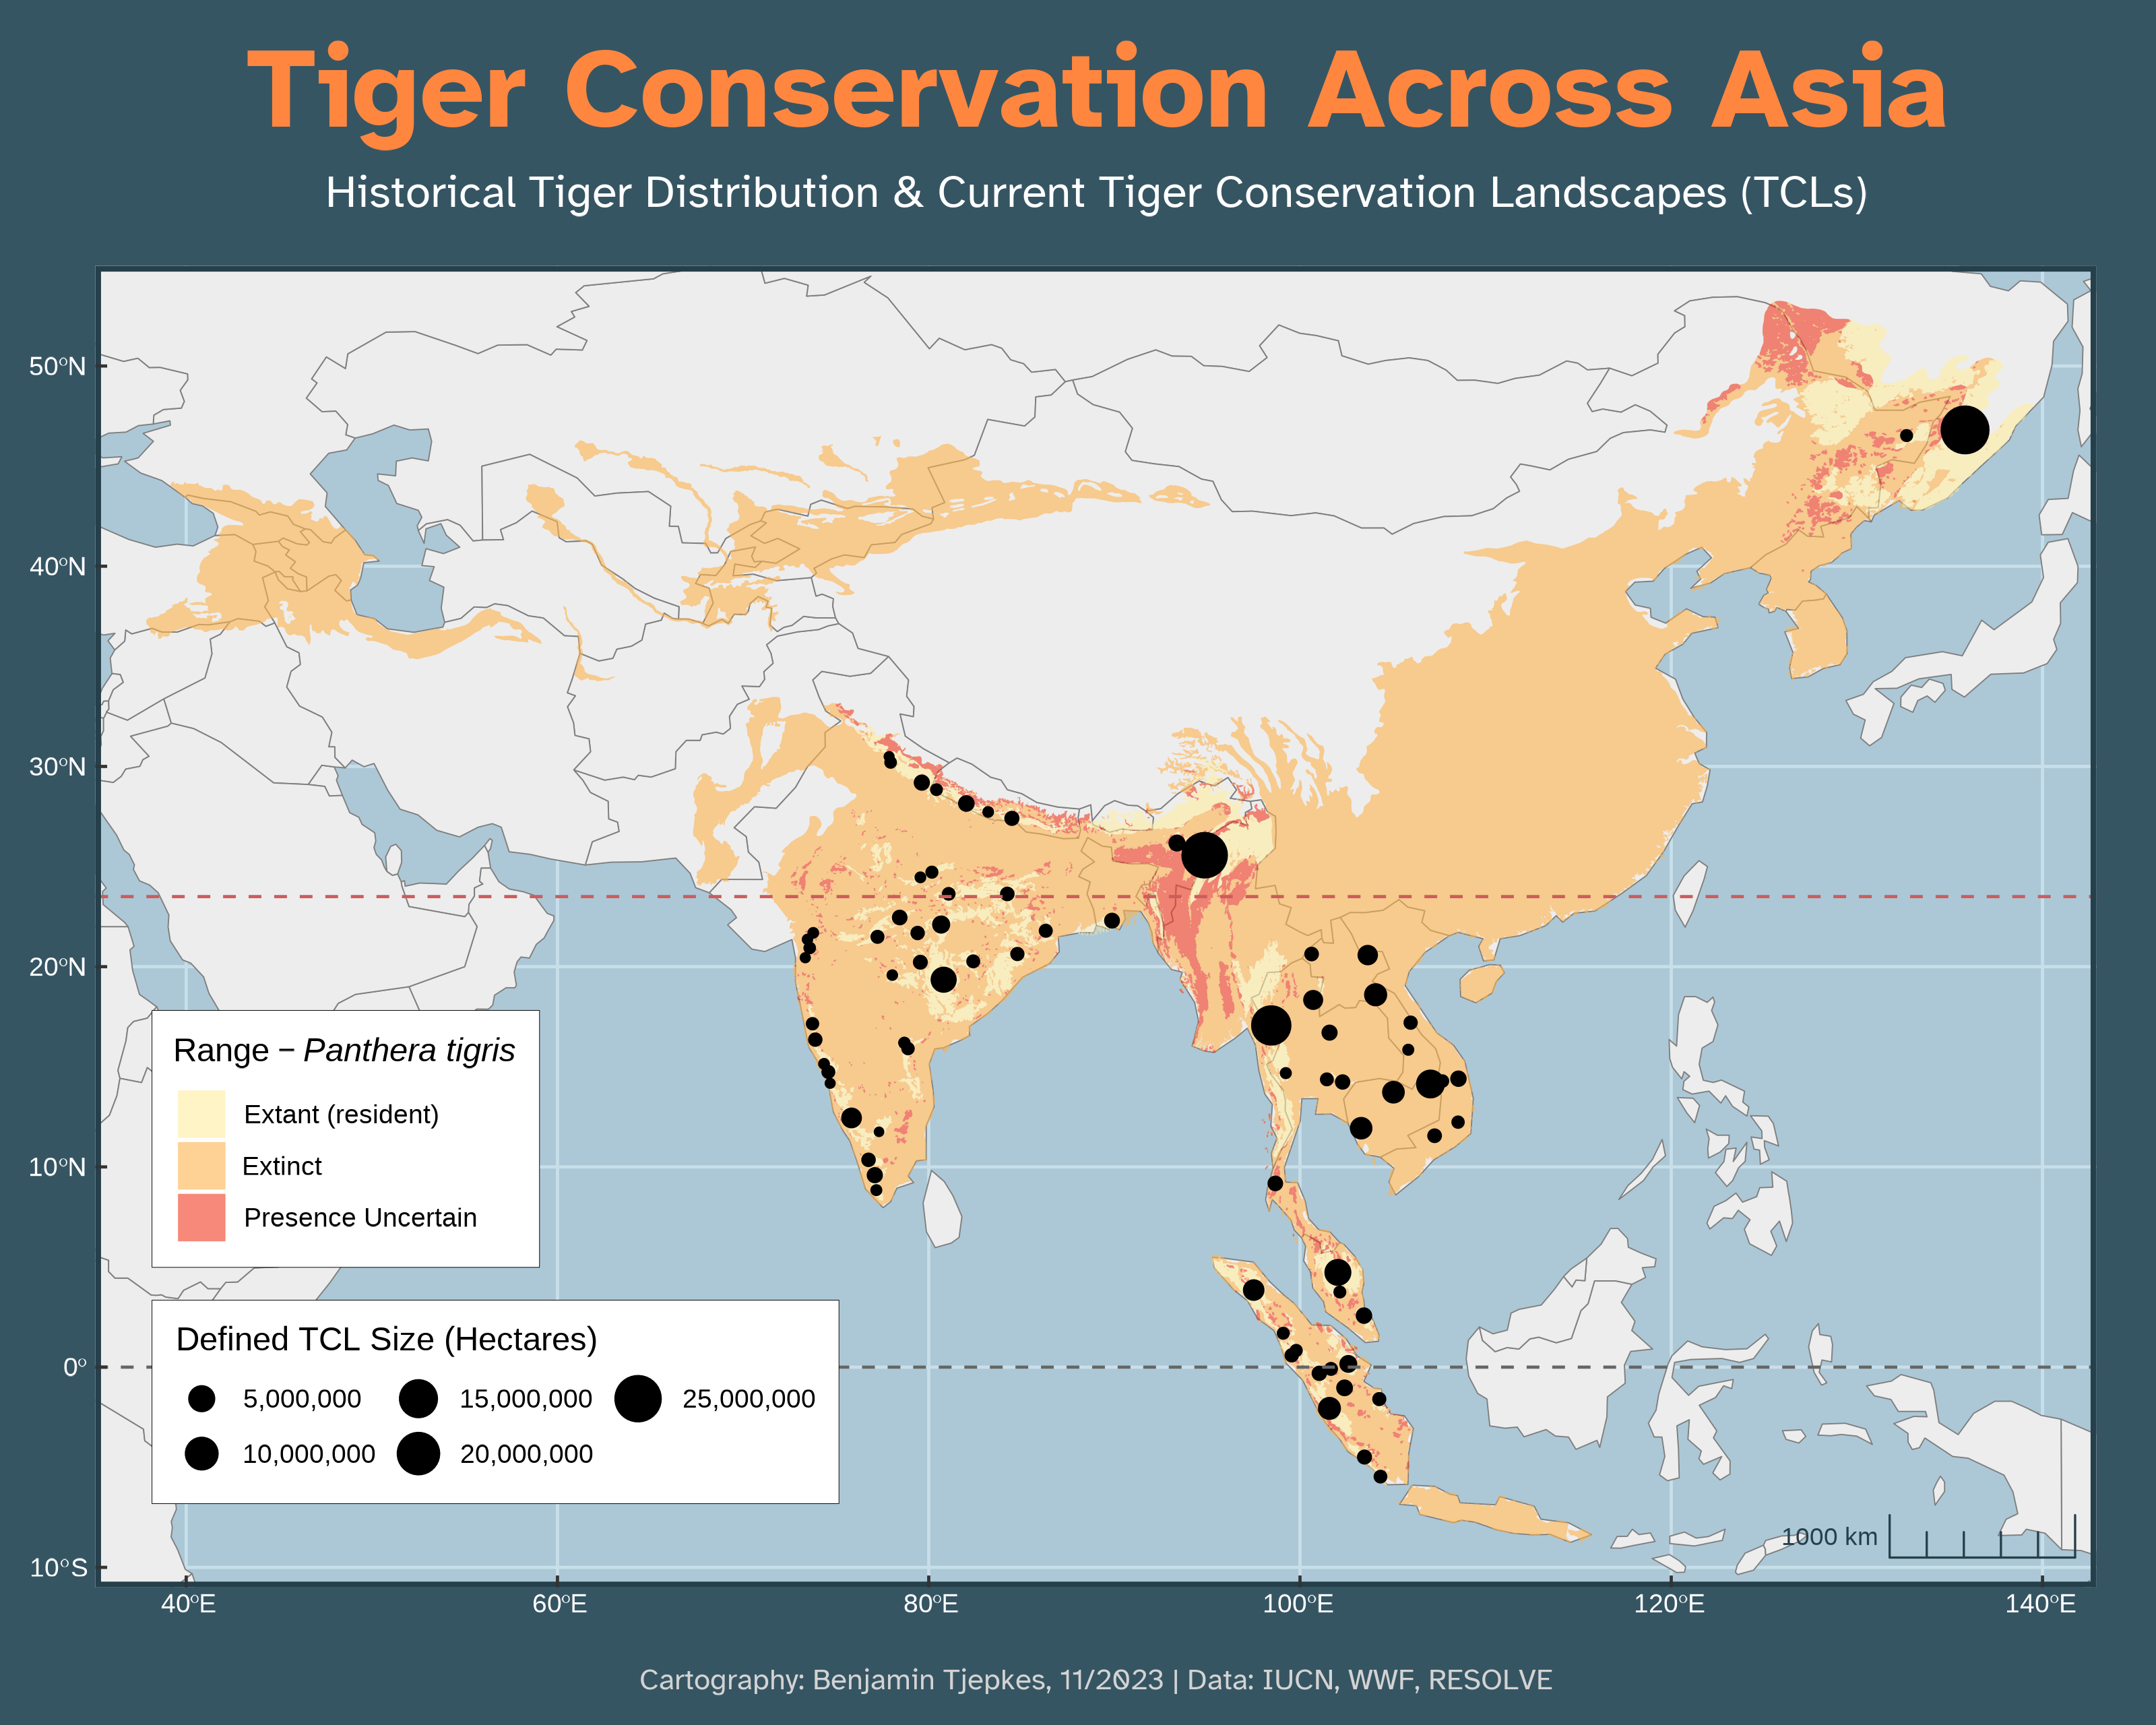 Tiger Conservation Across Asia
Historical Tiger Distribution & Current Tiger Conservation Landscapes (TCLs)
50°N
40°N
30°N
20°N
10°N
0°
10°S
Range – Panthera tigris
Extant (resident)
Extinct
Presence Uncertain
Defined TCL Size (Hectares)
5,000,000
15,000,000
25,000,000
10,000,000
20,000,000
1000 km
40°E
60°E
80°E
100°E
120°E
140°E
Cartography: Benjamin Tjepkes, 11/2023 | Data: IUCN, WWF, RESOLVE